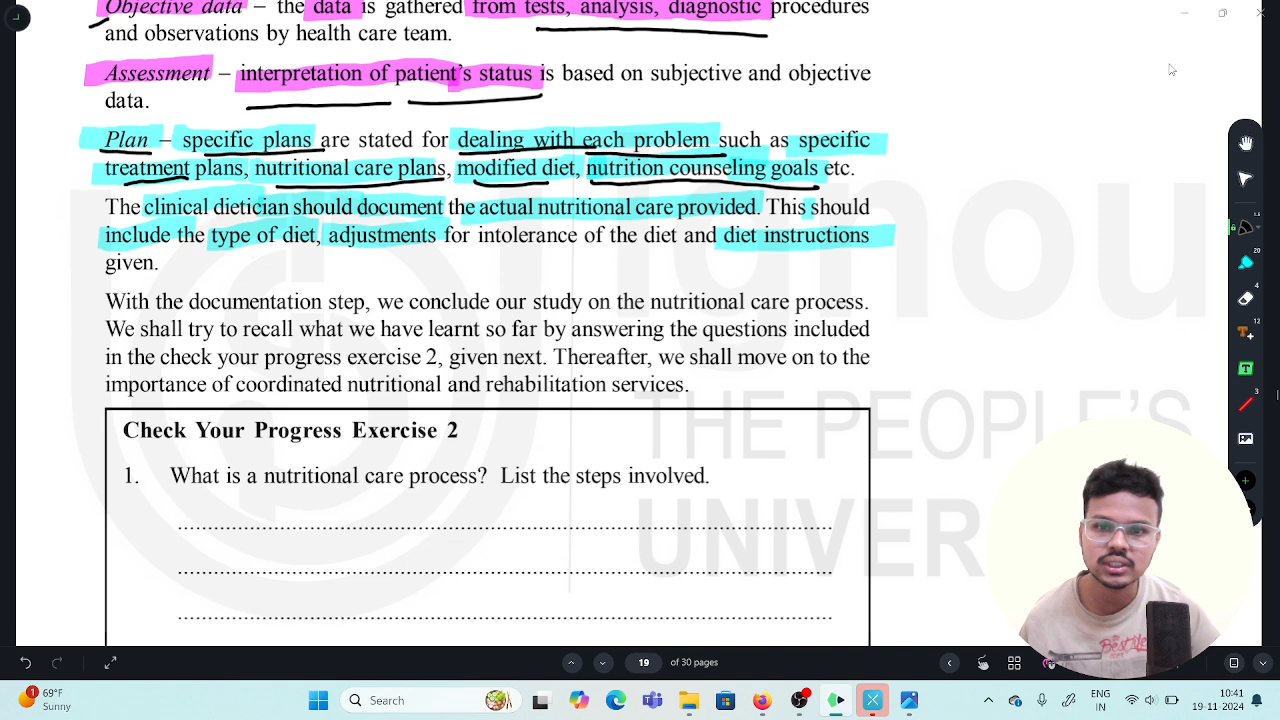 Objective data – the data is gathered from tests, analysis, diagnostic procedures
and observations by health care team.
Assessment – interpretation of patient's status is based on subjective and objective
data.
Plan – specific plans are stated for dealing with each problem such as specific
treatment plans, nutritional care plans, modified diet, nutrition counseling goals etc.
The clinical dietician should document the actual nutritional care provided. This should
include the type of diet, adjustments for intolerance of the diet and diet instructions
given.
With the documentation step, we conclude our study on the nutritional care process.
We shall try to recall what we have learnt so far by answering the questions included
in the check your progress exercise 2, given next. Thereafter, we shall move on to the
importance of coordinated nutritional and rehabilitation services.
Check Your Progress Exercise 2
1. What is a nutritional care process? List the steps involved.
ignou
THE PEOPLE'S
UNIVER
20
4
12
3
19 of 30 pages
1
69°F
Sunny
Search
ENG
IN
10:41
19-11-2024